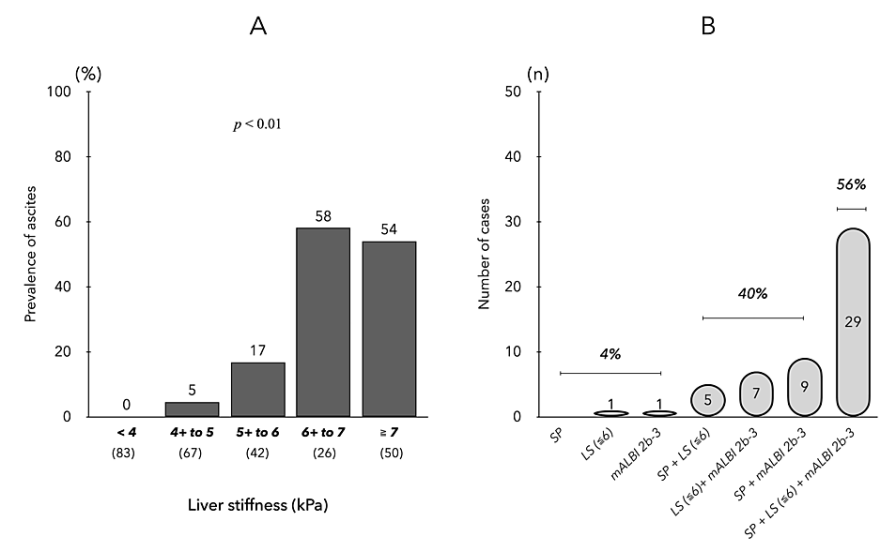 A
(%)
100
80
60
40
20
0
Prevalence of ascites
p < 0.01
0
5
17
58
54
< 4
4+ to 5
5+ to 6
6+ to 7
≥ 7
(83)
(67)
(42)
(26)
(50)
Liver stiffness (kPa)
B
(n)
50
40
30
20
10
0
Number of cases
4%
40%
56%
1
1
5
7
9
29
SP
LS (≦6)
mALBI 2b-3
SP + LS (≦6)
LS (≦6)+ mALBI 2b-3
SP + mALBI 2b-3
SP + LS (≦6) + mALBI 2b-3